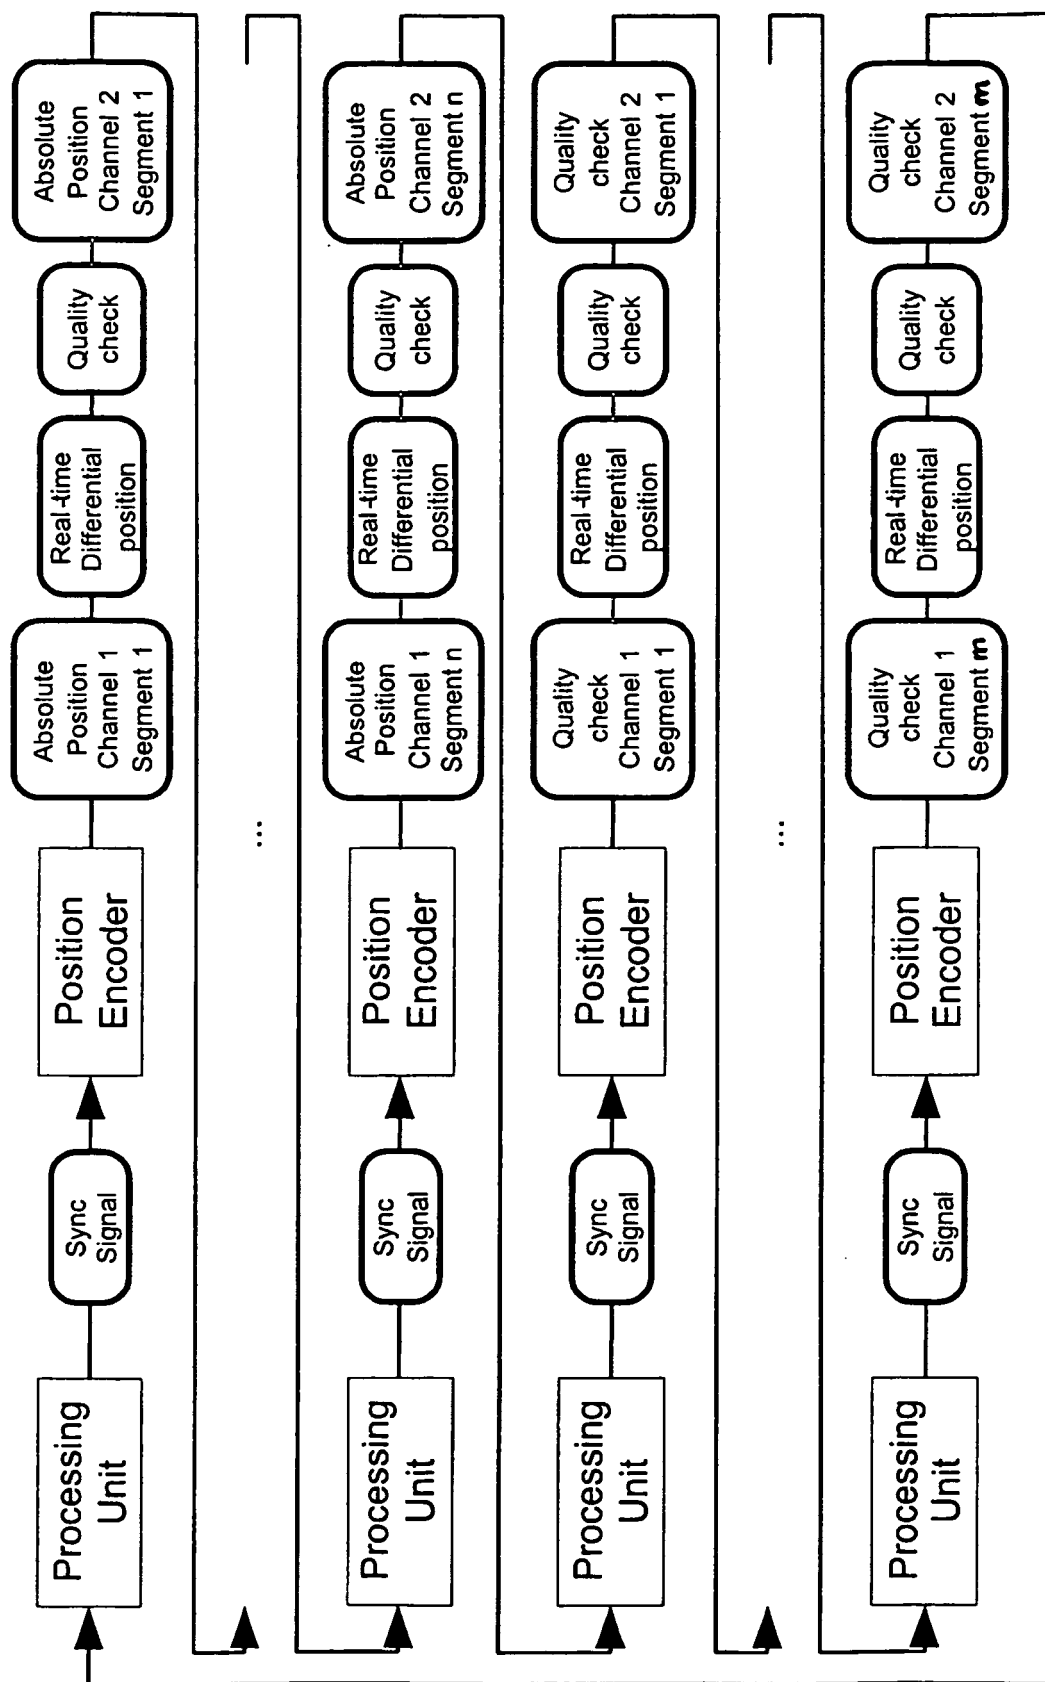 Processing
Unit
Sync
Signal
Position
Encoder
Absolute
Position
Channel 1
Segment 1
Real-time
Differential
position
Quality
check
Absolute
Position
Channel 2
Segment 1
...
Processing
Unit
Sync
Signal
Position
Encoder
Absolute
Position
Channel 1
Segment n
Real-time
Differential
position
Quality
check
Absolute
Position
Channel 2
Segment n
Processing
Unit
Sync
Signal
Position
Encoder
Quality
check
Channel 1
Segment 1
Real-time
Differential
position
Quality
check
Quality
check
Channel 2
Segment 1
...
Processing
Unit
Sync
Signal
Position
Encoder
Quality
check
Channel 1
Segment m
Real-time
Differential
position
Quality
check
Quality
check
Channel 2
Segment m